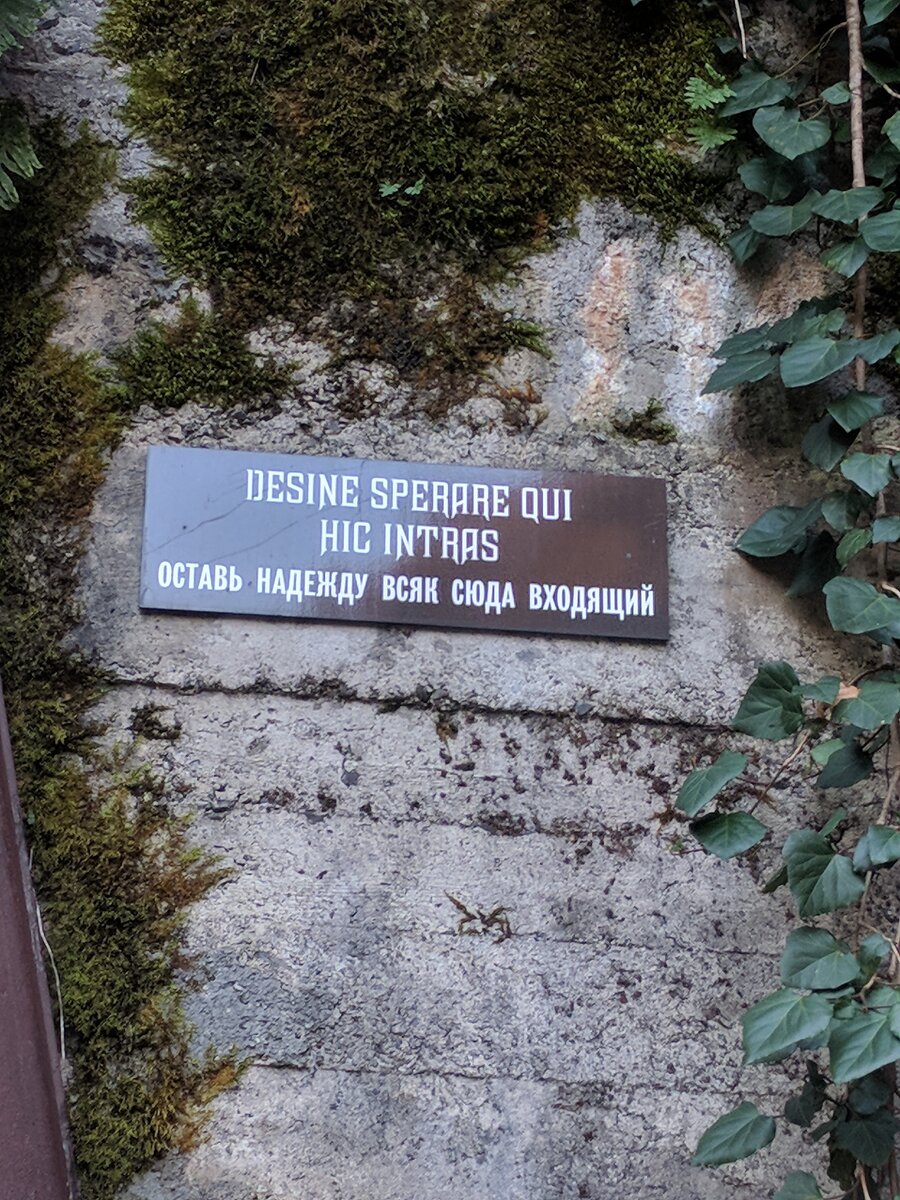 DESINE SPERARE QUI
HIC INTRAS
ОСТАВЬ НАДЕЖДУ ВСЯК СЮДА ВХОДЯЩИЙ